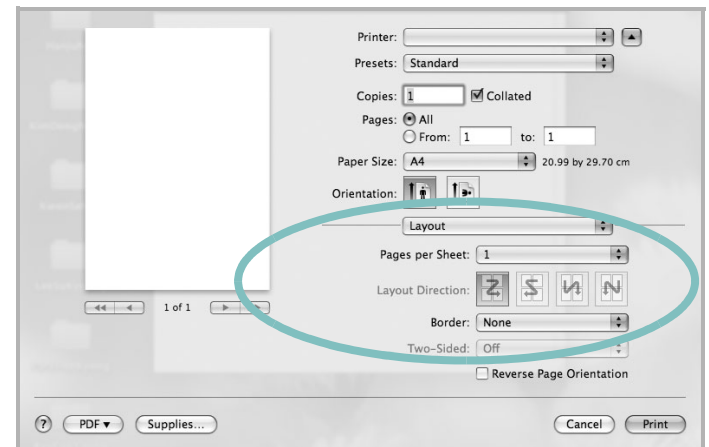 Printer:
Presets: Standard
Copies: 1 Collated
Pages: All
From: 1 to: 1
Paper Size: A4 20.99 by 29.70 cm
Orientation:
Layout
Pages per Sheet: 1
Layout Direction:
1 of 1
Border: None
Two-Sided: Off
Reverse Page Orientation
? PDF Supplies... Cancel Print